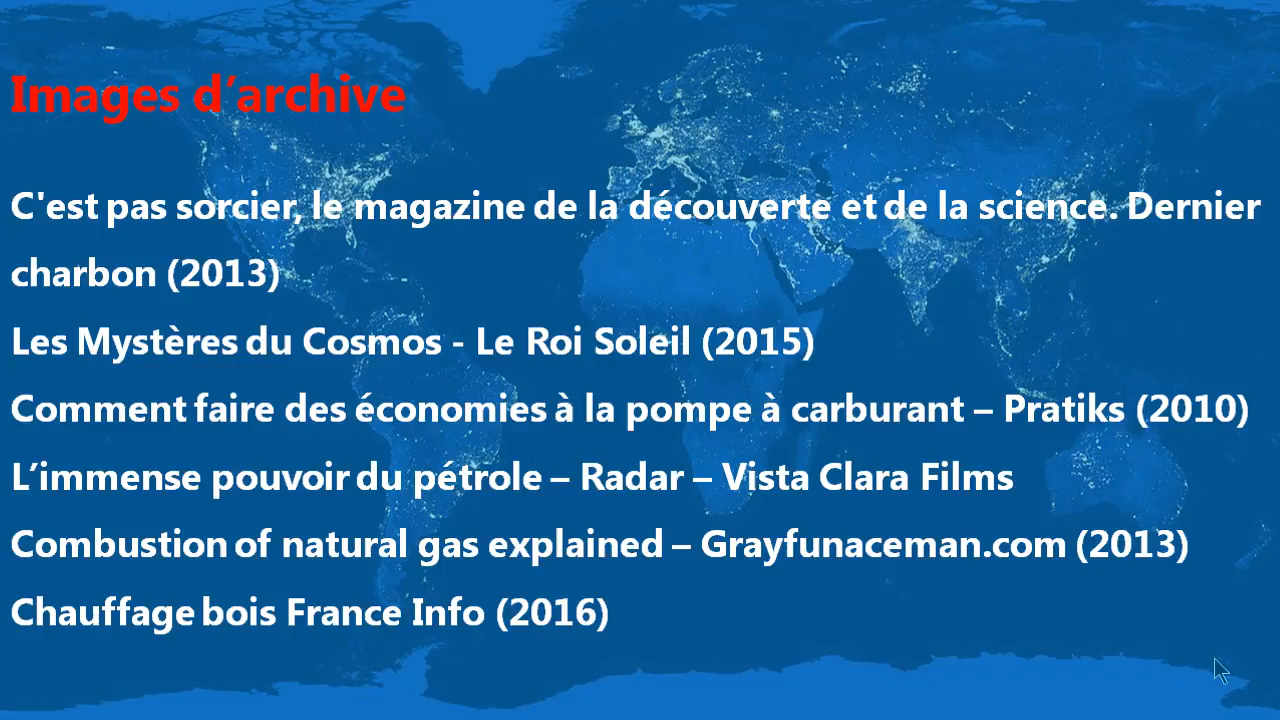 Images d’archive
C'est pas sorcier, le magazine de la découverte et de la science. Dernier
charbon (2013)
Les Mystères du Cosmos - Le Roi Soleil (2015)
Comment faire des économies à la pompe à carburant – Pratiks (2010)
L’immense pouvoir du pétrole – Radar – Vista Clara Films
Combustion of natural gas explained – Grayfunaceman.com (2013)
Chauffage bois France Info (2016)